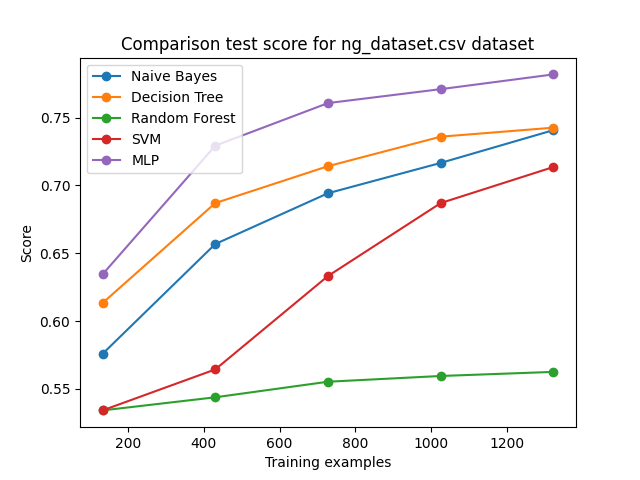 Comparison test score for ng_dataset.csv dataset
Naive Bayes
Decision Tree
Random Forest
SVM
MLP
0.75
0.70
0.65
0.60
0.55
Score
200 400 600 800 1000 1200
Training examples